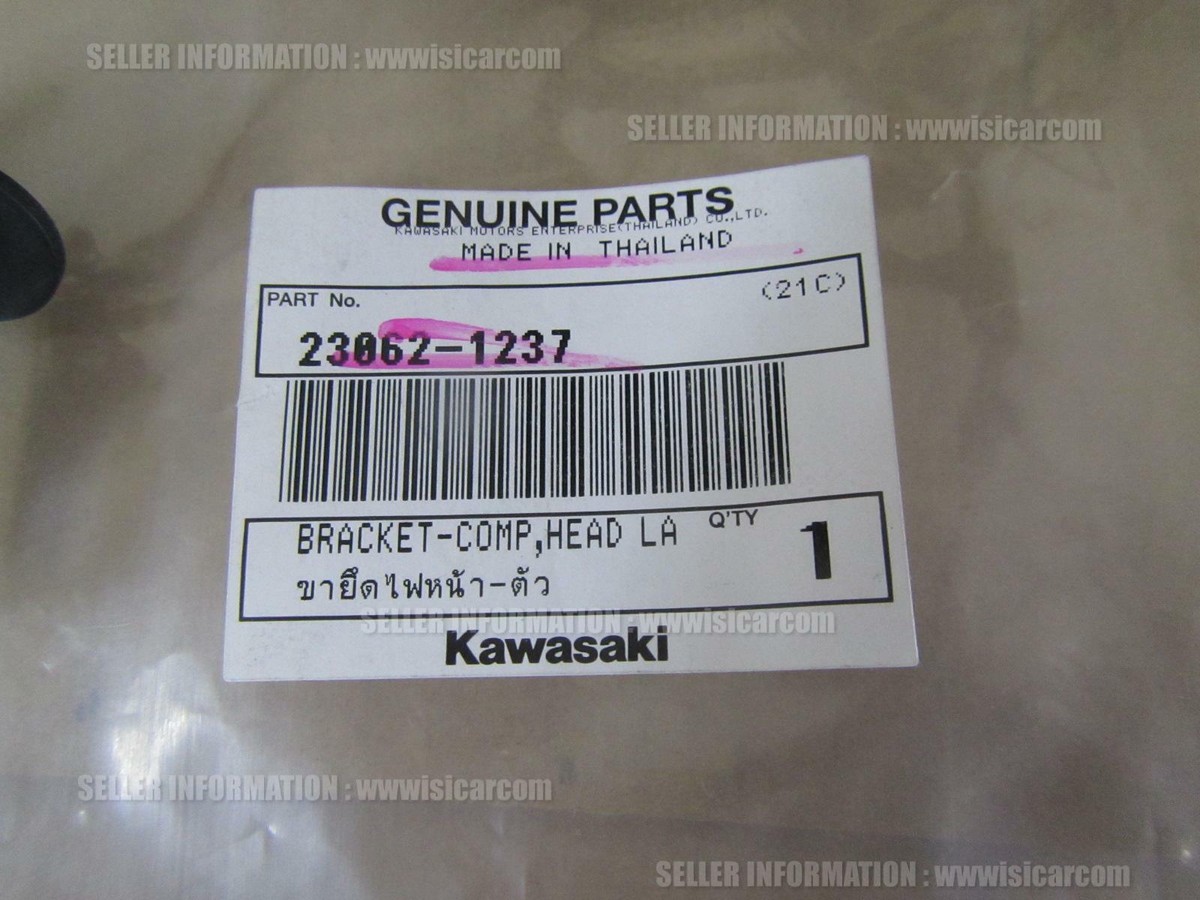 SELLER INFORMATION : wwwisicarcom
SELLER INFORMATION : wwwisicarcom
GENUINE PARTS
KAWASAKI MOTORS ENTERPRISE(THAILAND) CO.,LTD.
MADE IN THAILAND
PART No.
(21C)
23062-1237
BRACKET-COMP,HEAD LA
Q'TY
1
ขายึดไฟหน้า-ตัว
SELLER INFORMATION : wwwisicarcom
Kawasaki
SELLER INFORMATION : wwwisicarcom
SELLER INFORMATION : wwwisicarcom